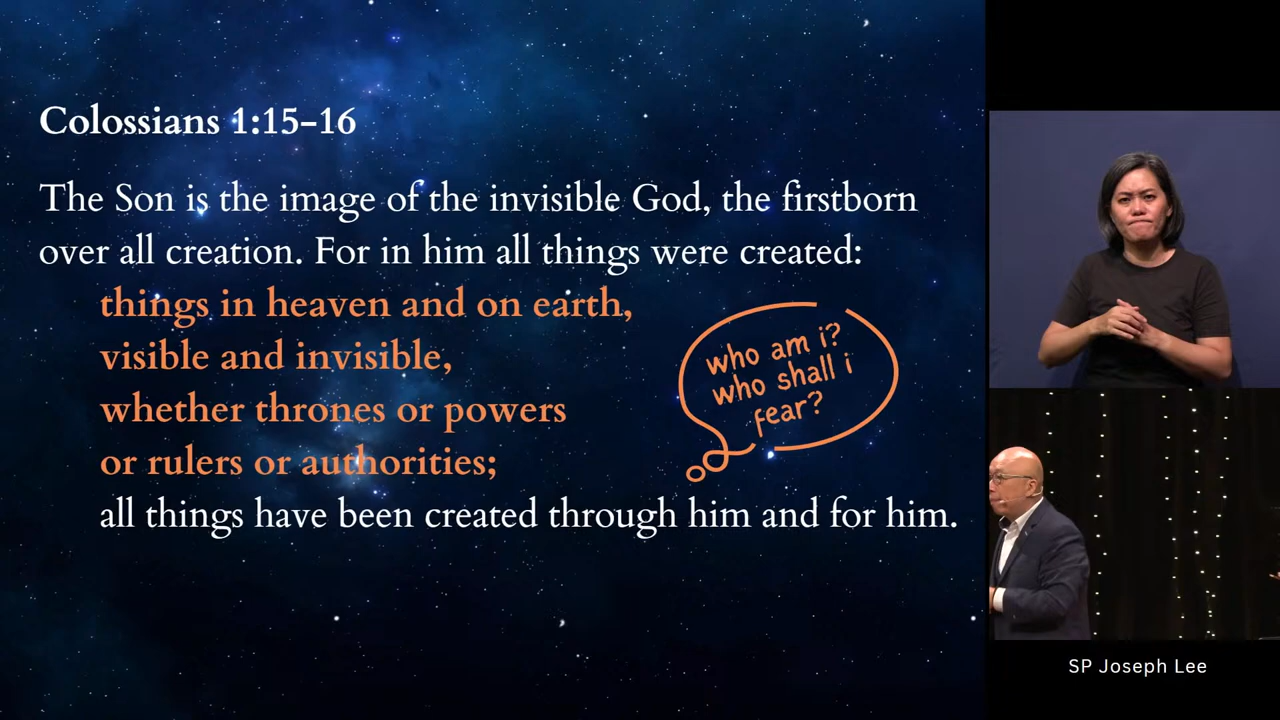 Colossians 1:15-16
The Son is the image of the invisible God, the firstborn
over all creation. For in him all things were created:
things in heaven and on earth,
visible and invisible,
whether thrones or powers
or rulers or authorities;
all things have been created through him and for him.
who am i?
who shall i
fear?
SP Joseph Lee